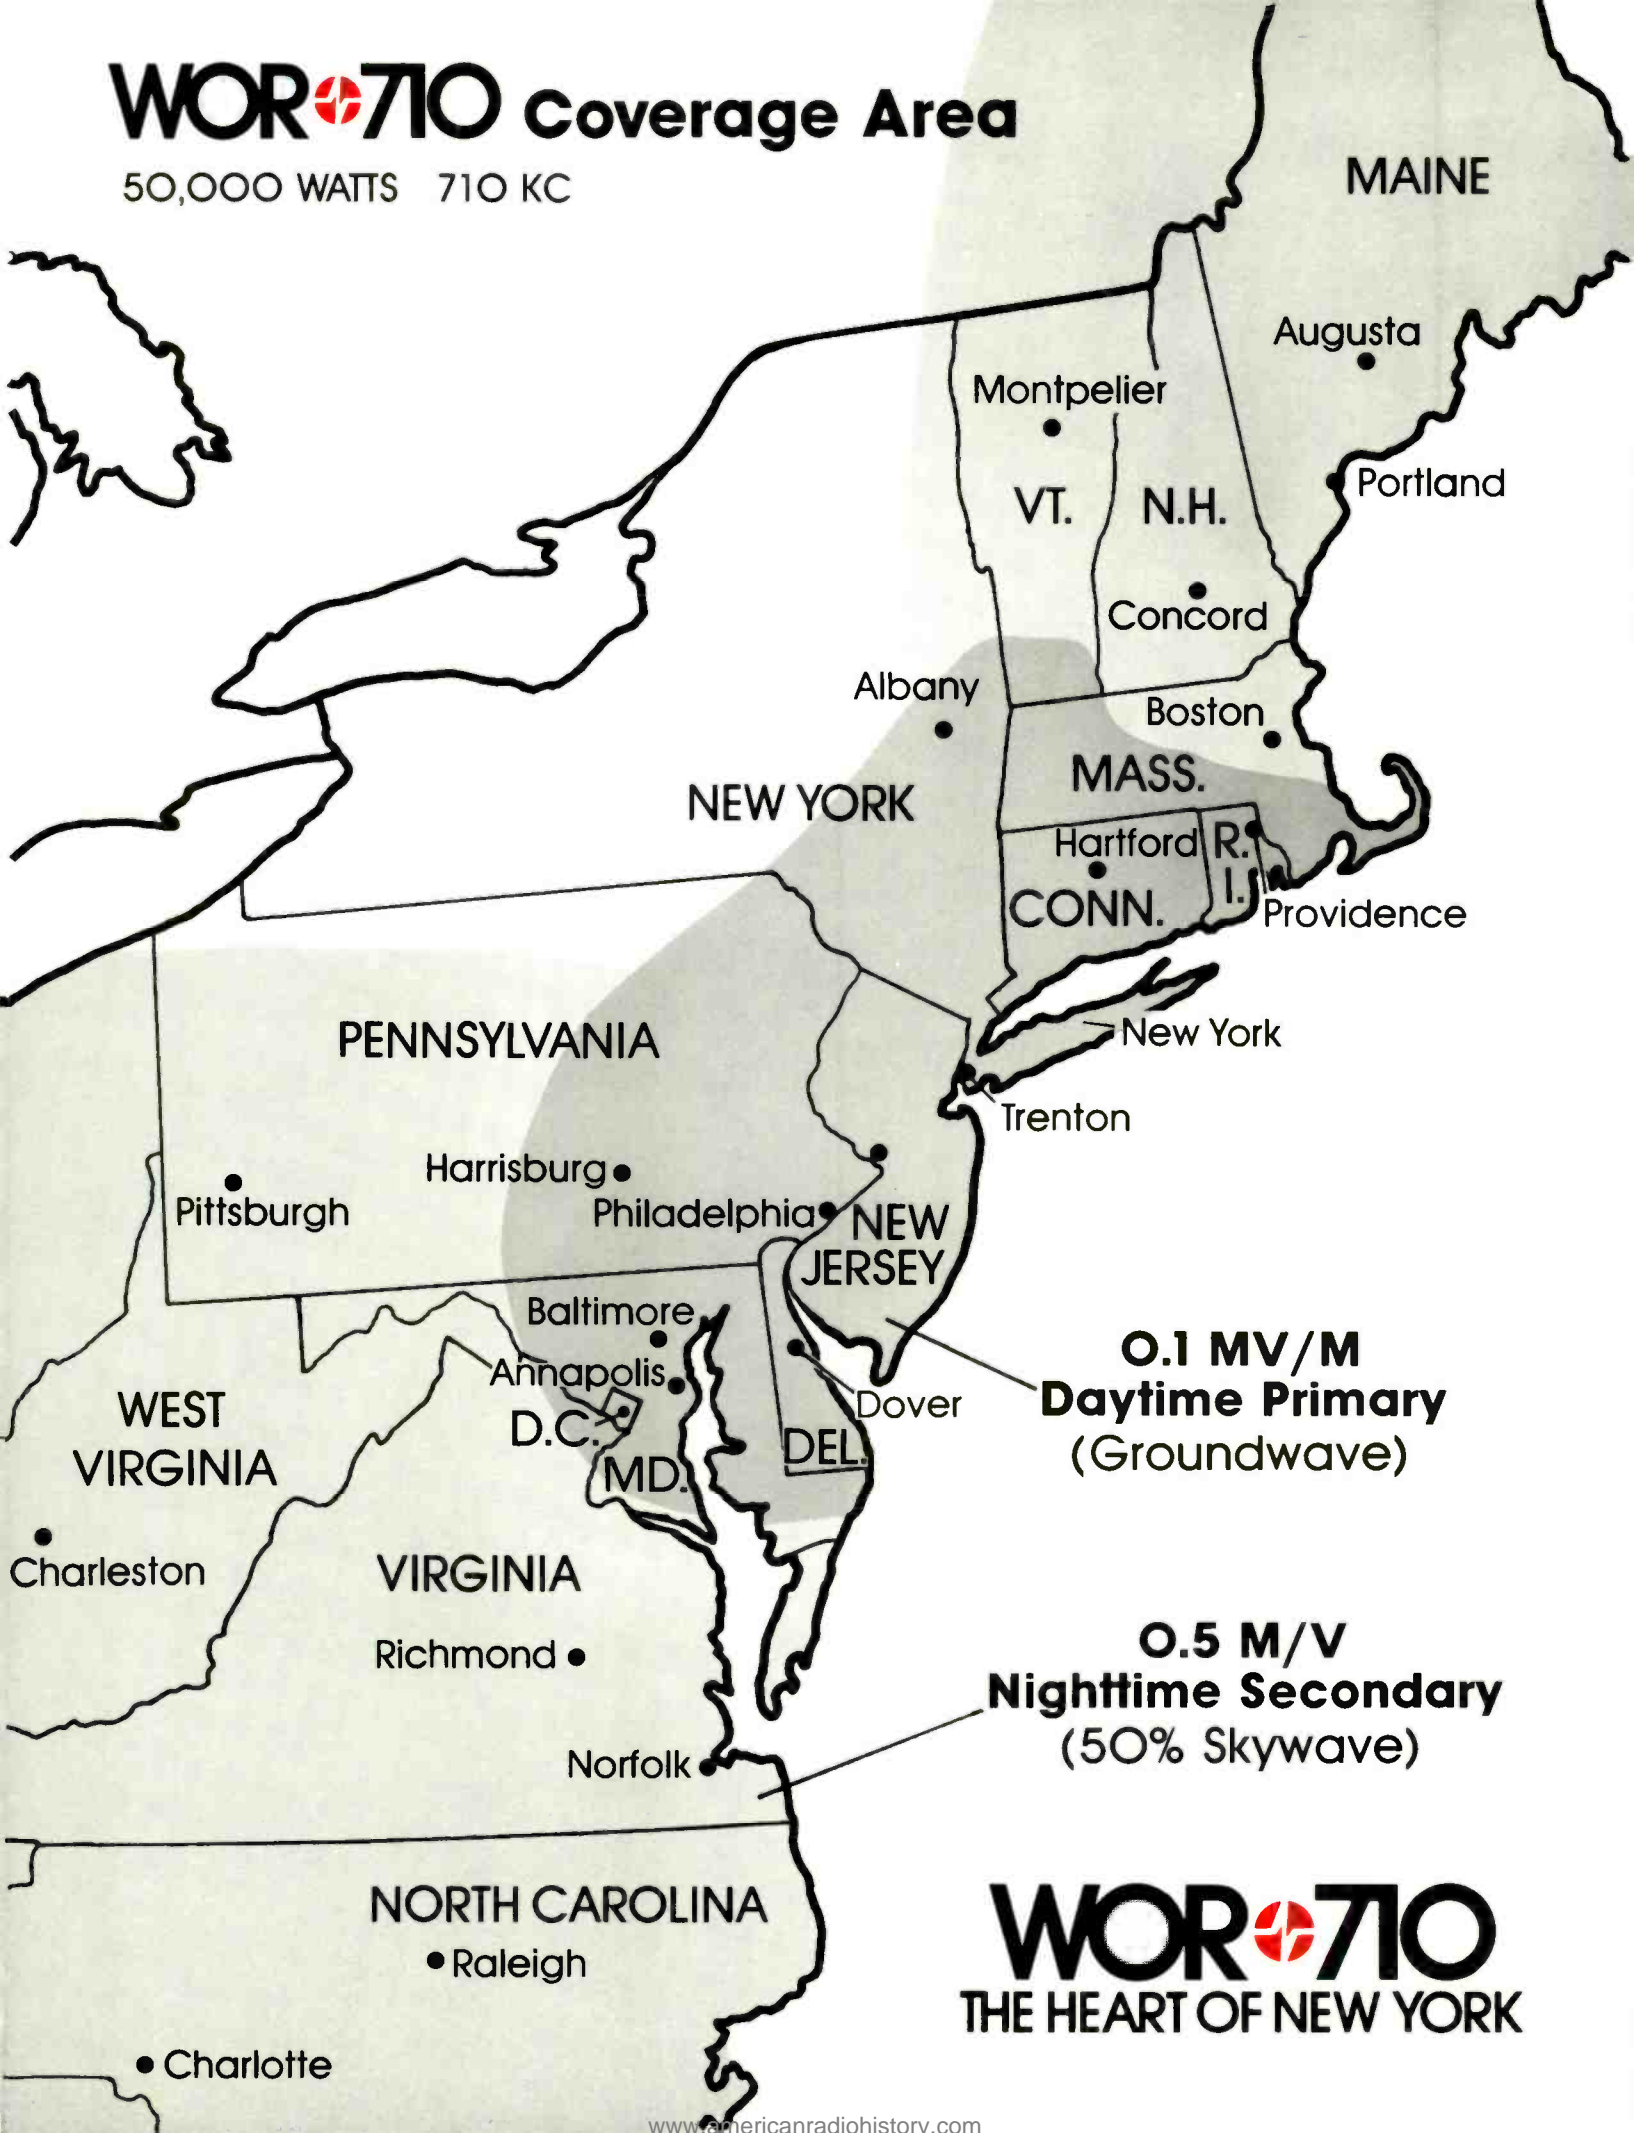 WOR 710 Coverage Area
50,000 WATTS 710 KC
MAINE
Augusta
Montpelier
Portland
VT. N.H.
Concord
Albany
Boston
MASS.
NEW YORK
Hartford R.
I.
CONN.
Providence
New York
PENNSYLVANIA
Trenton
Harrisburg
Pittsburgh
Philadelphia
NEW
JERSEY
Baltimore
0.1 MV/M
Annapolis
Daytime Primary
WEST
Dover
D.C.
DEL.
(Groundwave)
VIRGINIA
MD.
Charleston
VIRGINIA
0.5 M/V
Richmond
Nighttime Secondary
(50% Skywave)
Norfolk
NORTH CAROLINA
WOR 710
Raleigh
THE HEART OF NEW YORK
Charlotte
www.americanradiohistory.com